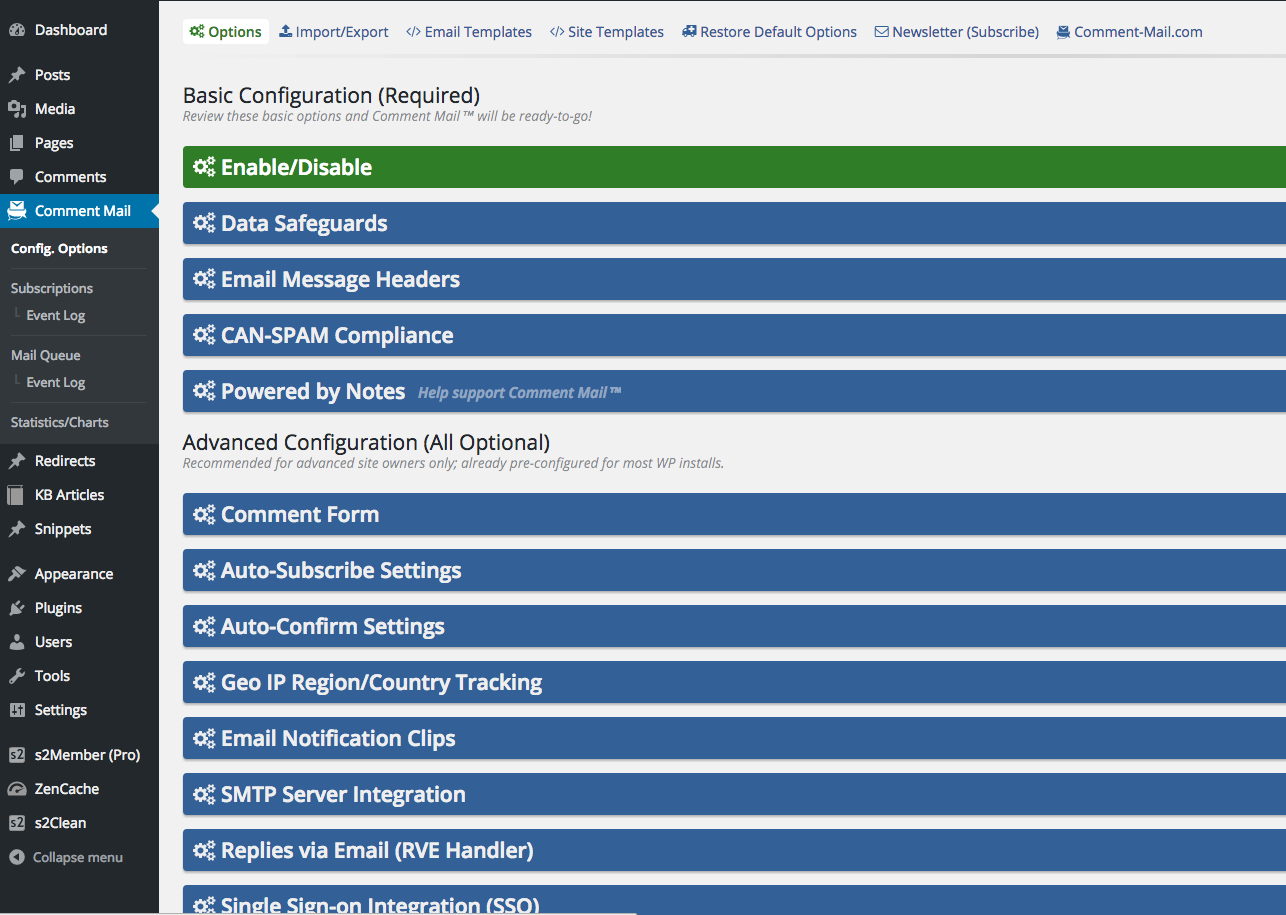 Dashboard
Posts
Media
Pages
Comments
Comment Mail
Config. Options
Subscriptions
Event Log
Mail Queue
Event Log
Statistics/Charts
Redirects
KB Articles
Snippets
Appearance
Plugins
Users
Tools
Settings
s2 s2Member (Pro)
ZenCache
s2 s2Clean
Collapse menu
Options Import/Export Email Templates Site Templates Restore Default Options Newsletter (Subscribe) Comment-Mail.com
Basic Configuration (Required)
Review these basic options and Comment Mail™ will be ready-to-go!
Enable/Disable
Data Safeguards
Email Message Headers
CAN-SPAM Compliance
Powered by Notes Help support Comment Mail™
Advanced Configuration (All Optional)
Recommended for advanced site owners only; already pre-configured for most WP installs.
Comment Form
Auto-Subscribe Settings
Auto-Confirm Settings
Geo IP Region/Country Tracking
Email Notification Clips
SMTP Server Integration
Replies via Email (RVE Handler)
Single Sign-on Integration (SSO)